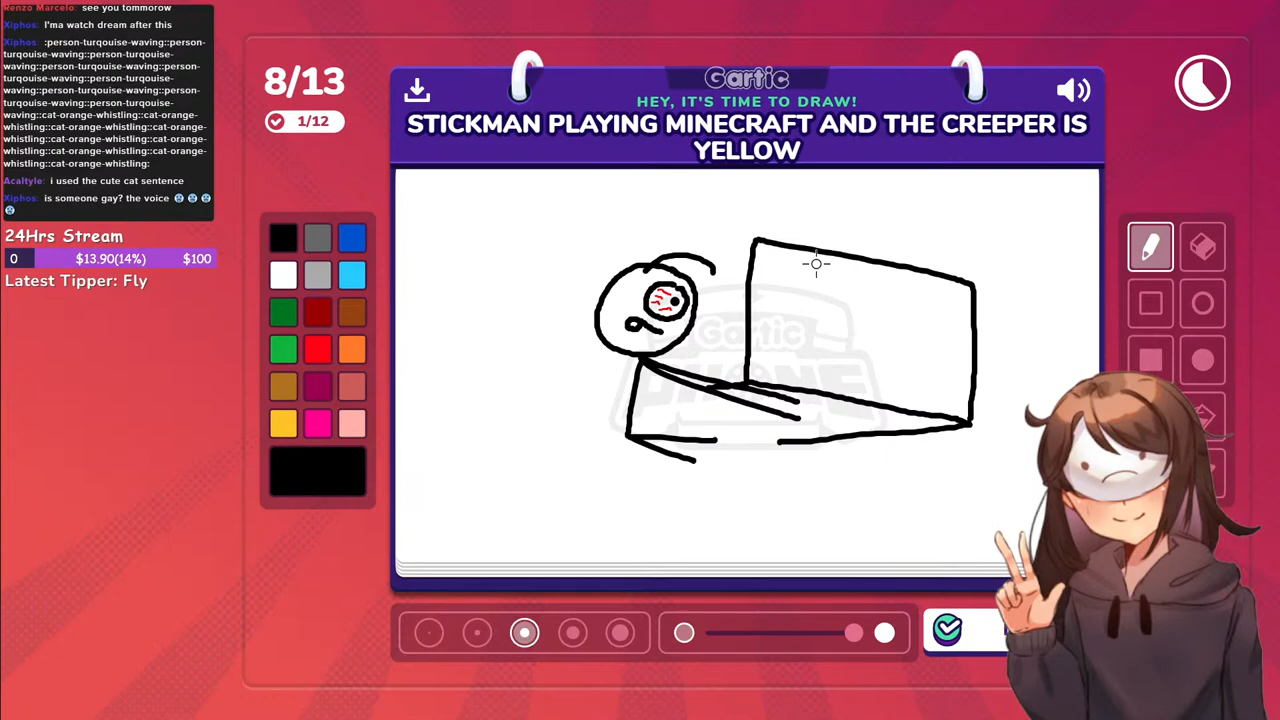 Renzo Marcelo: see you tommorow
Xiphos: I'ma watch dream after this
Xiphos: :person-turqouise-waving::person-
turqouise-waving::person-turqouise-
waving::person-turqouise-waving::person-
turqouise-waving::person-turqouise-
waving::person-turqouise-waving::person-
turqouise-waving::person-turqouise-
waving::cat-orange-whistling::cat-orange-
whistling::cat-orange-whistling::cat-orange-
whistling::cat-orange-whistling::cat-orange-
whistling::cat-orange-whistling::cat-orange-
whistling::cat-orange-whistling:
Acaltyle: i used the cute cat sentence
Xiphos: is someone gay? the voice
24Hrs Stream
0 $13.90(14%) $100
Latest Tipper: Fly
8/13
1/12
Gartic
HEY, IT'S TIME TO DRAW!
STICKMAN PLAYING MINECRAFT AND THE CREEPER IS
YELLOW
Gartic
PHONE